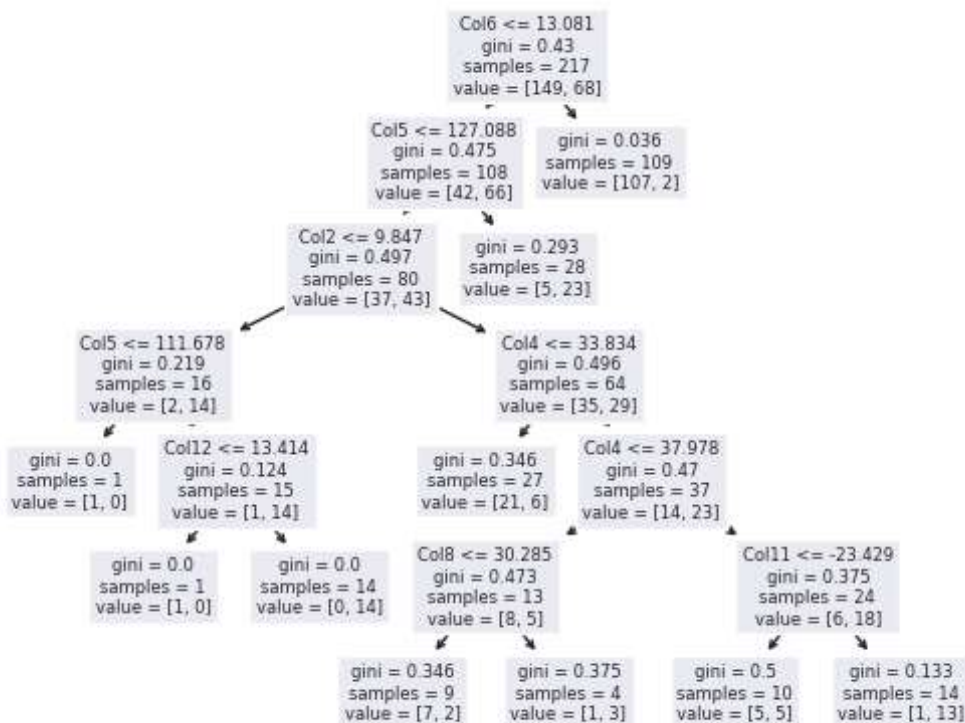 Col6 <= 13.081
gini = 0.43
samples = 217
value = [149, 68]
Col5 <= 127.088
gini = 0.475
samples = 108
value = [42, 66]
gini = 0.036
samples = 109
value = [107, 2]
Col2 <= 9.847
gini = 0.497
samples = 80
value = [37, 43]
gini = 0.293
samples = 28
value = [5, 23]
Col5 <= 111.678
gini = 0.219
samples = 16
value = [2, 14]
Col4 <= 33.834
gini = 0.496
samples = 64
value = [35, 29]
gini = 0.0
samples = 1
value = [1, 0]
Col12 <= 13.414
gini = 0.124
samples = 15
value = [1, 14]
gini = 0.346
samples = 27
value = [21, 6]
Col4 <= 37.978
gini = 0.47
samples = 37
value = [14, 23]
gini = 0.0
samples = 1
value = [1, 0]
gini = 0.0
samples = 14
value = [0, 14]
Col8 <= 30.285
gini = 0.473
samples = 13
value = [8, 5]
Col11 <= -23.429
gini = 0.375
samples = 24
value = [6, 18]
gini = 0.346
samples = 9
value = [7, 2]
gini = 0.375
samples = 4
value = [1, 3]
gini = 0.5
samples = 10
value = [5, 5]
gini = 0.133
samples = 14
value = [1, 13]